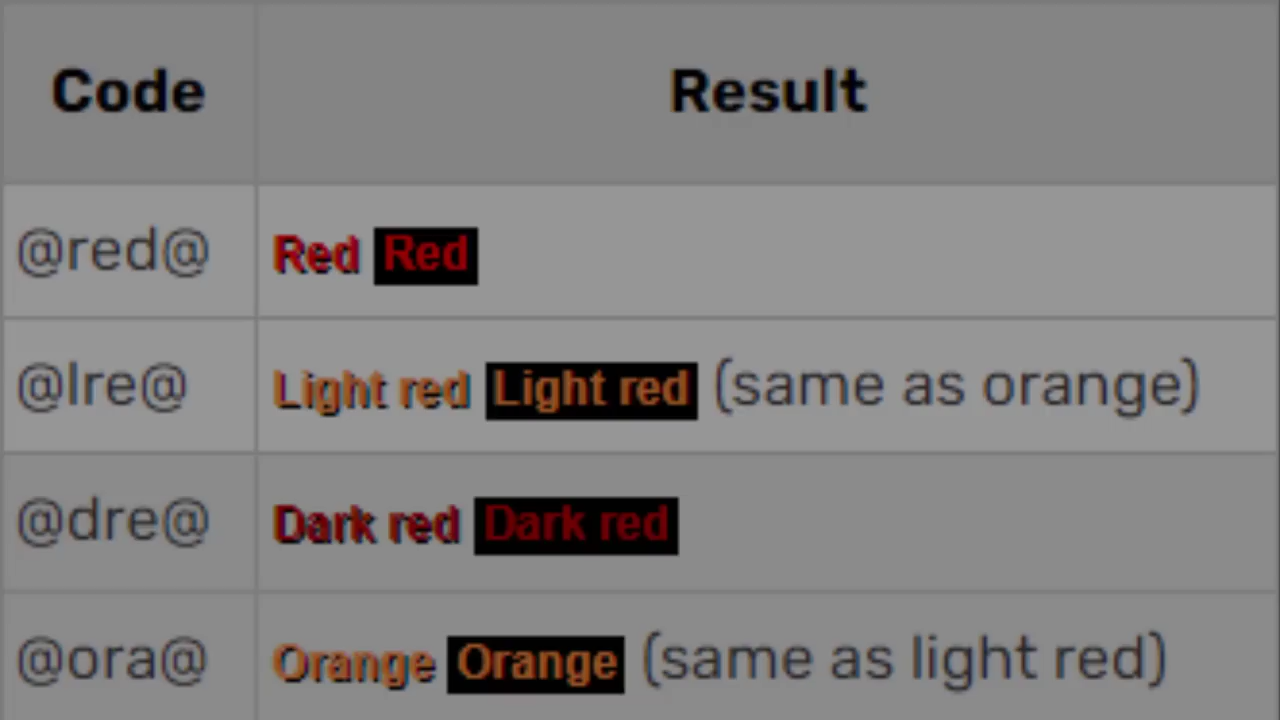 Code Result
@red@ Red Red
@lre@ Light red Light red (same as orange)
@dre@ Dark red Dark red
@ora@ Orange Orange (same as light red)